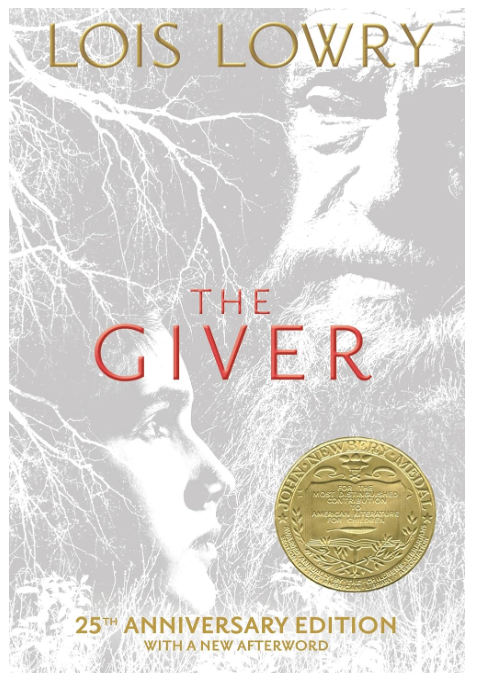 LOIS LOWRY
THE
GIVER
JOHN·NEWBERY·MEDAL
FOR THE
MOST DISTINGUISHED
CONTRIBUTION
TO
AMERICAN LITERATURE
FOR CHILDREN
25TH ANNIVERSARY EDITION
WITH A NEW AFTERWORD